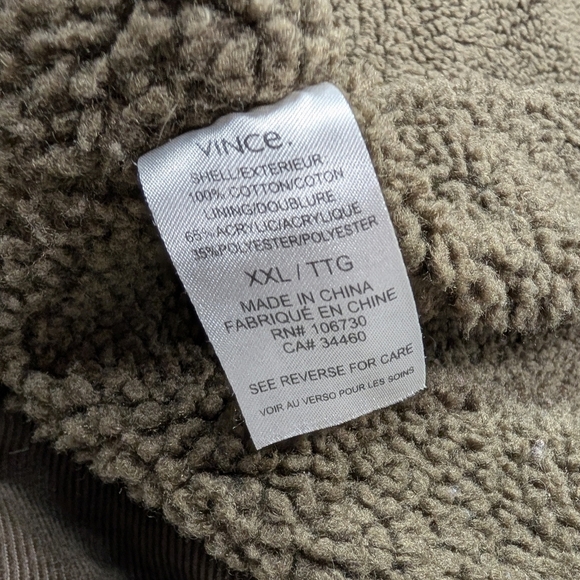 VINCE.
SHELL/EXTERIEUR
100% COTTON/COTON
LINING/DOUBLURE
65% ACRYLIC/ACRYLIQUE
35%POLYESTER/POLYESTER
XXL / TTG
MADE IN CHINA
FABRIQUÉ EN CHINE
RN# 106730
CA# 34460
SEE REVERSE FOR CARE
VOIR AU VERSO POUR LES SOINS